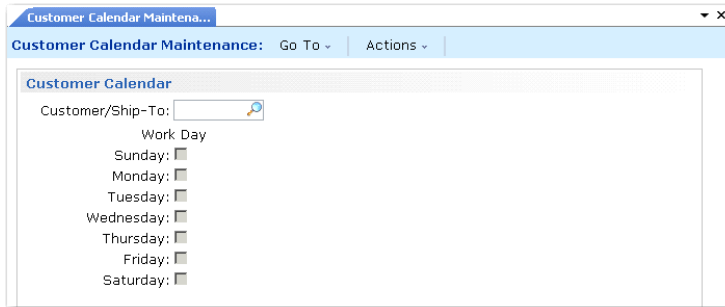 Customer Calendar Maintena...
Customer Calendar Maintenance: Go To Actions
Customer Calendar
Customer/Ship-To:
Work Day
Sunday:
Monday:
Tuesday:
Wednesday:
Thursday:
Friday:
Saturday: